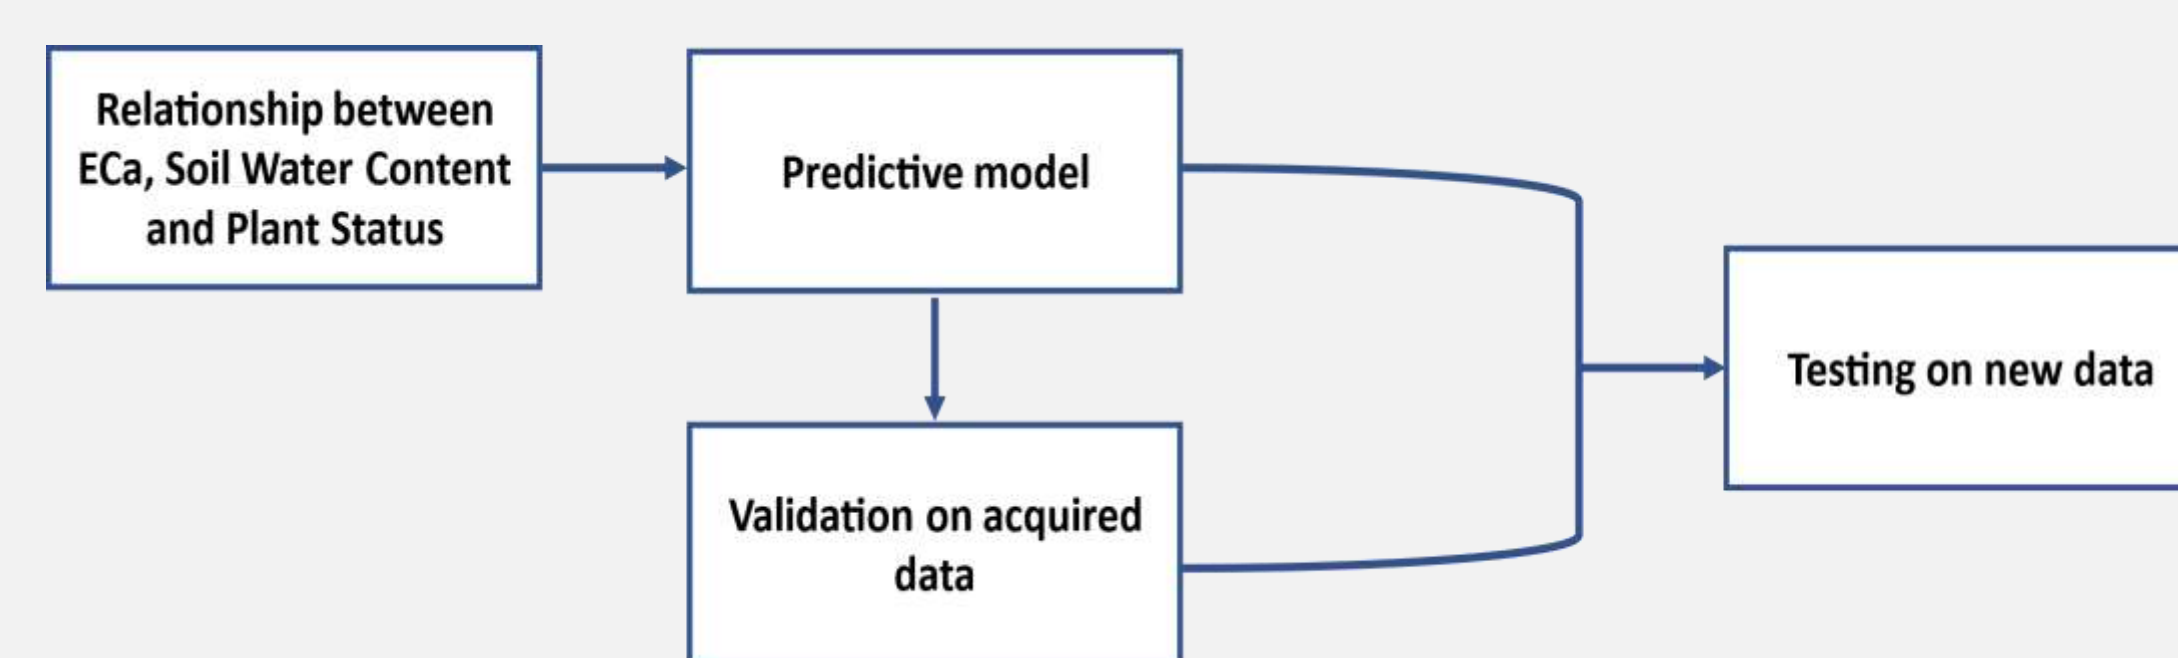 Relationship between
ECa, Soil Water Content
and Plant Status
Predictive model
Validation on acquired
data
Testing on new data